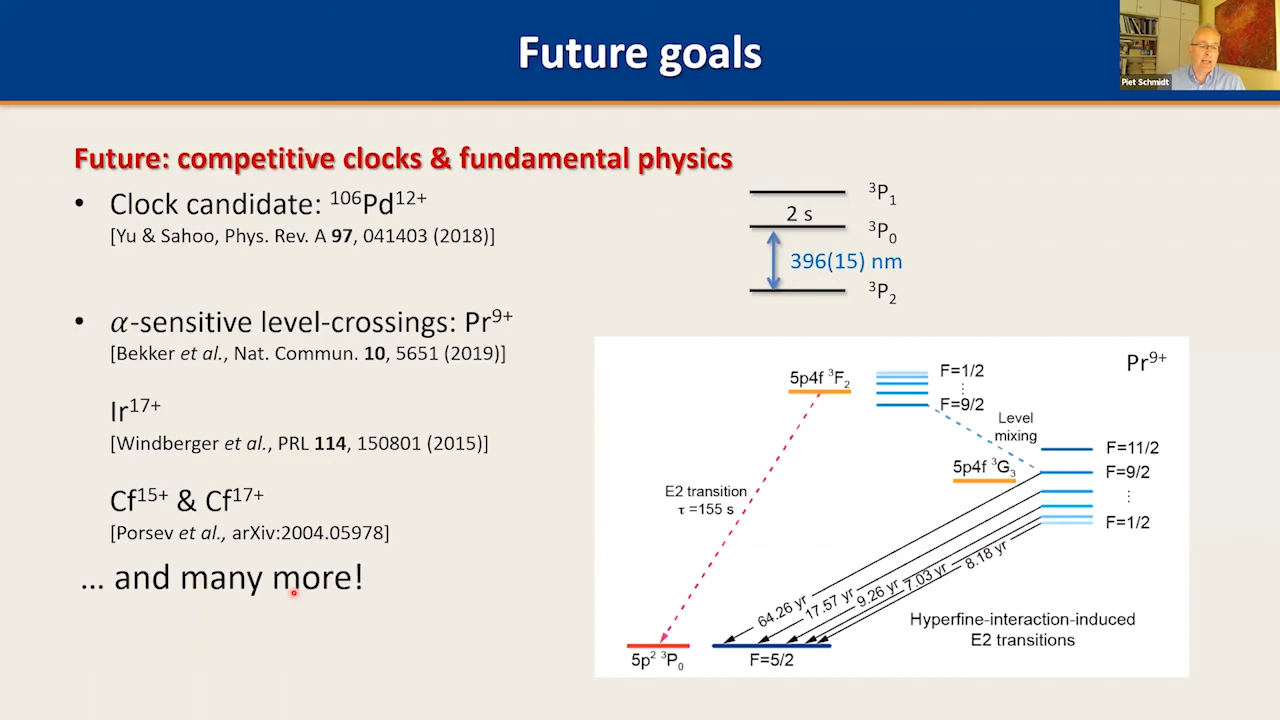 Future goals
Piet Schmidt
Future: competitive clocks & fundamental physics
• Clock candidate: ¹⁰⁶Pd¹²⁺
[Yu & Sahoo, Phys. Rev. A 97, 041403 (2018)]
³P₁
2 s
³P₀
396(15) nm
³P₂
• α-sensitive level-crossings: Pr⁹⁺
[Bekker et al., Nat. Commun. 10, 5651 (2019)]
Ir¹⁷⁺
[Windberger et al., PRL 114, 150801 (2015)]
Cf¹⁵⁺ & Cf¹⁷⁺
[Porsev et al., arXiv:2004.05978]
... and many more!
Pr⁹⁺
5p4f ³F₂
F=1/2
⋮
F=9/2
Level
mixing
F=11/2
5p4f ³G₃
F=9/2
⋮
F=1/2
E2 transition
τ =155 s
64.26 yr
17.57 yr
9.26 yr
7.03 yr
8.18 yr
Hyperfine-interaction-induced
E2 transitions
5p² ³P₀
F=5/2